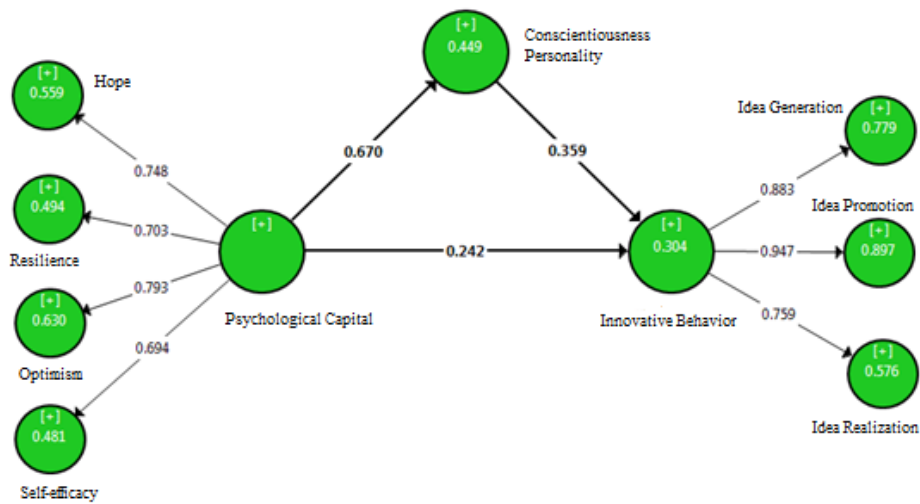 [+]
0.449
Conscientiousness
Personality
[+]
0.559
Hope
0.748
0.670
0.359
Idea Generation
[+]
0.779
0.883
[+]
0.494
Resilience
0.703
[+]
0.242
[+]
0.304
Idea Promotion
[+]
0.897
0.947
0.793
[+]
0.630
Optimism
Psychological Capital
Innovative Behavior
0.759
0.694
[+]
0.576
Idea Realization
[+]
0.481
Self-efficacy